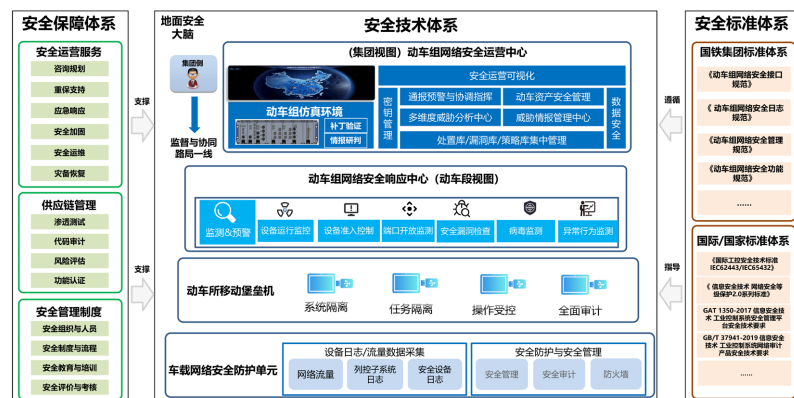 安全保障体系
安全运营服务
咨询规划
重保支持
应急响应
安全加固
安全运维
灾备恢复
供应链管理
渗透测试
代码审计
风险评估
功能认证
安全管理制度
安全组织与人员
安全制度与流程
安全教育与培训
安全评价与考核
支撑
支撑
安全技术体系
地面安全
大脑
集团侧
监督与协同
路局一线
(集团视图）动车组网络安全运营中心
动车组仿真环境
补丁验证
情报研判
安全运营可视化
密钥管理
通报预警与协调指挥
动车资产安全管理
多维度威胁分析中心
威胁情报管理中心
处置库/漏洞库/策略库集中管理
数据安全
动车组网络安全响应中心（动车段视图）
监测&预警
设备运行监控
设备准入控制
端口开放监测
安全漏洞检查
病毒监测
异常行为监测
动车所移动堡垒机
系统隔离
任务隔离
操作受控
全面审计
车载网络安全防护单元
设备日志/流量数据采集
网络流量
列控子系统
日志
安全设备
日志
安全防护与安全管理
安全管理
安全审计
防火墙
遵循
指导
安全标准体系
国铁集团标准体系
《动车组网络安全接口
规范》
《 动车组网络安全日志
规范》
《动车组网络安全管理
规范》
《动车组网络安全功能
规范》
……
国际/国家标准体系
《国际工控安全技术标准
IEC62443/IEC65432》
《 信息安全技术 网络安全等
级保护2.0系列标准》
GAT 1350-2017 信息安全技
术 工业控制系统安全管理平
台安全技术要求
GB/T 37941-2019 信息安全
技术 工业控制系统网络审计
产品安全技术要求
……